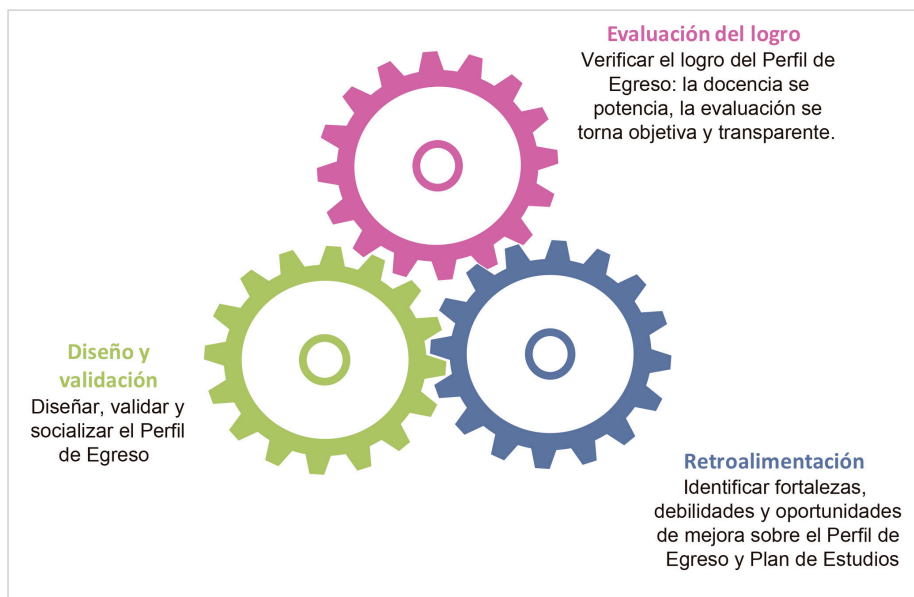 Evaluación del logro
Verificar el logro del Perfil de
Egreso: la docencia se
potencia, la evaluación se
torna objetiva y transparente.
Diseño y
validación
Diseñar, validar y
socializar el Perfil
de Egreso
Retroalimentación
Identificar fortalezas,
debilidades y oportunidades
de mejora sobre el Perfil de
Egreso y Plan de Estudios